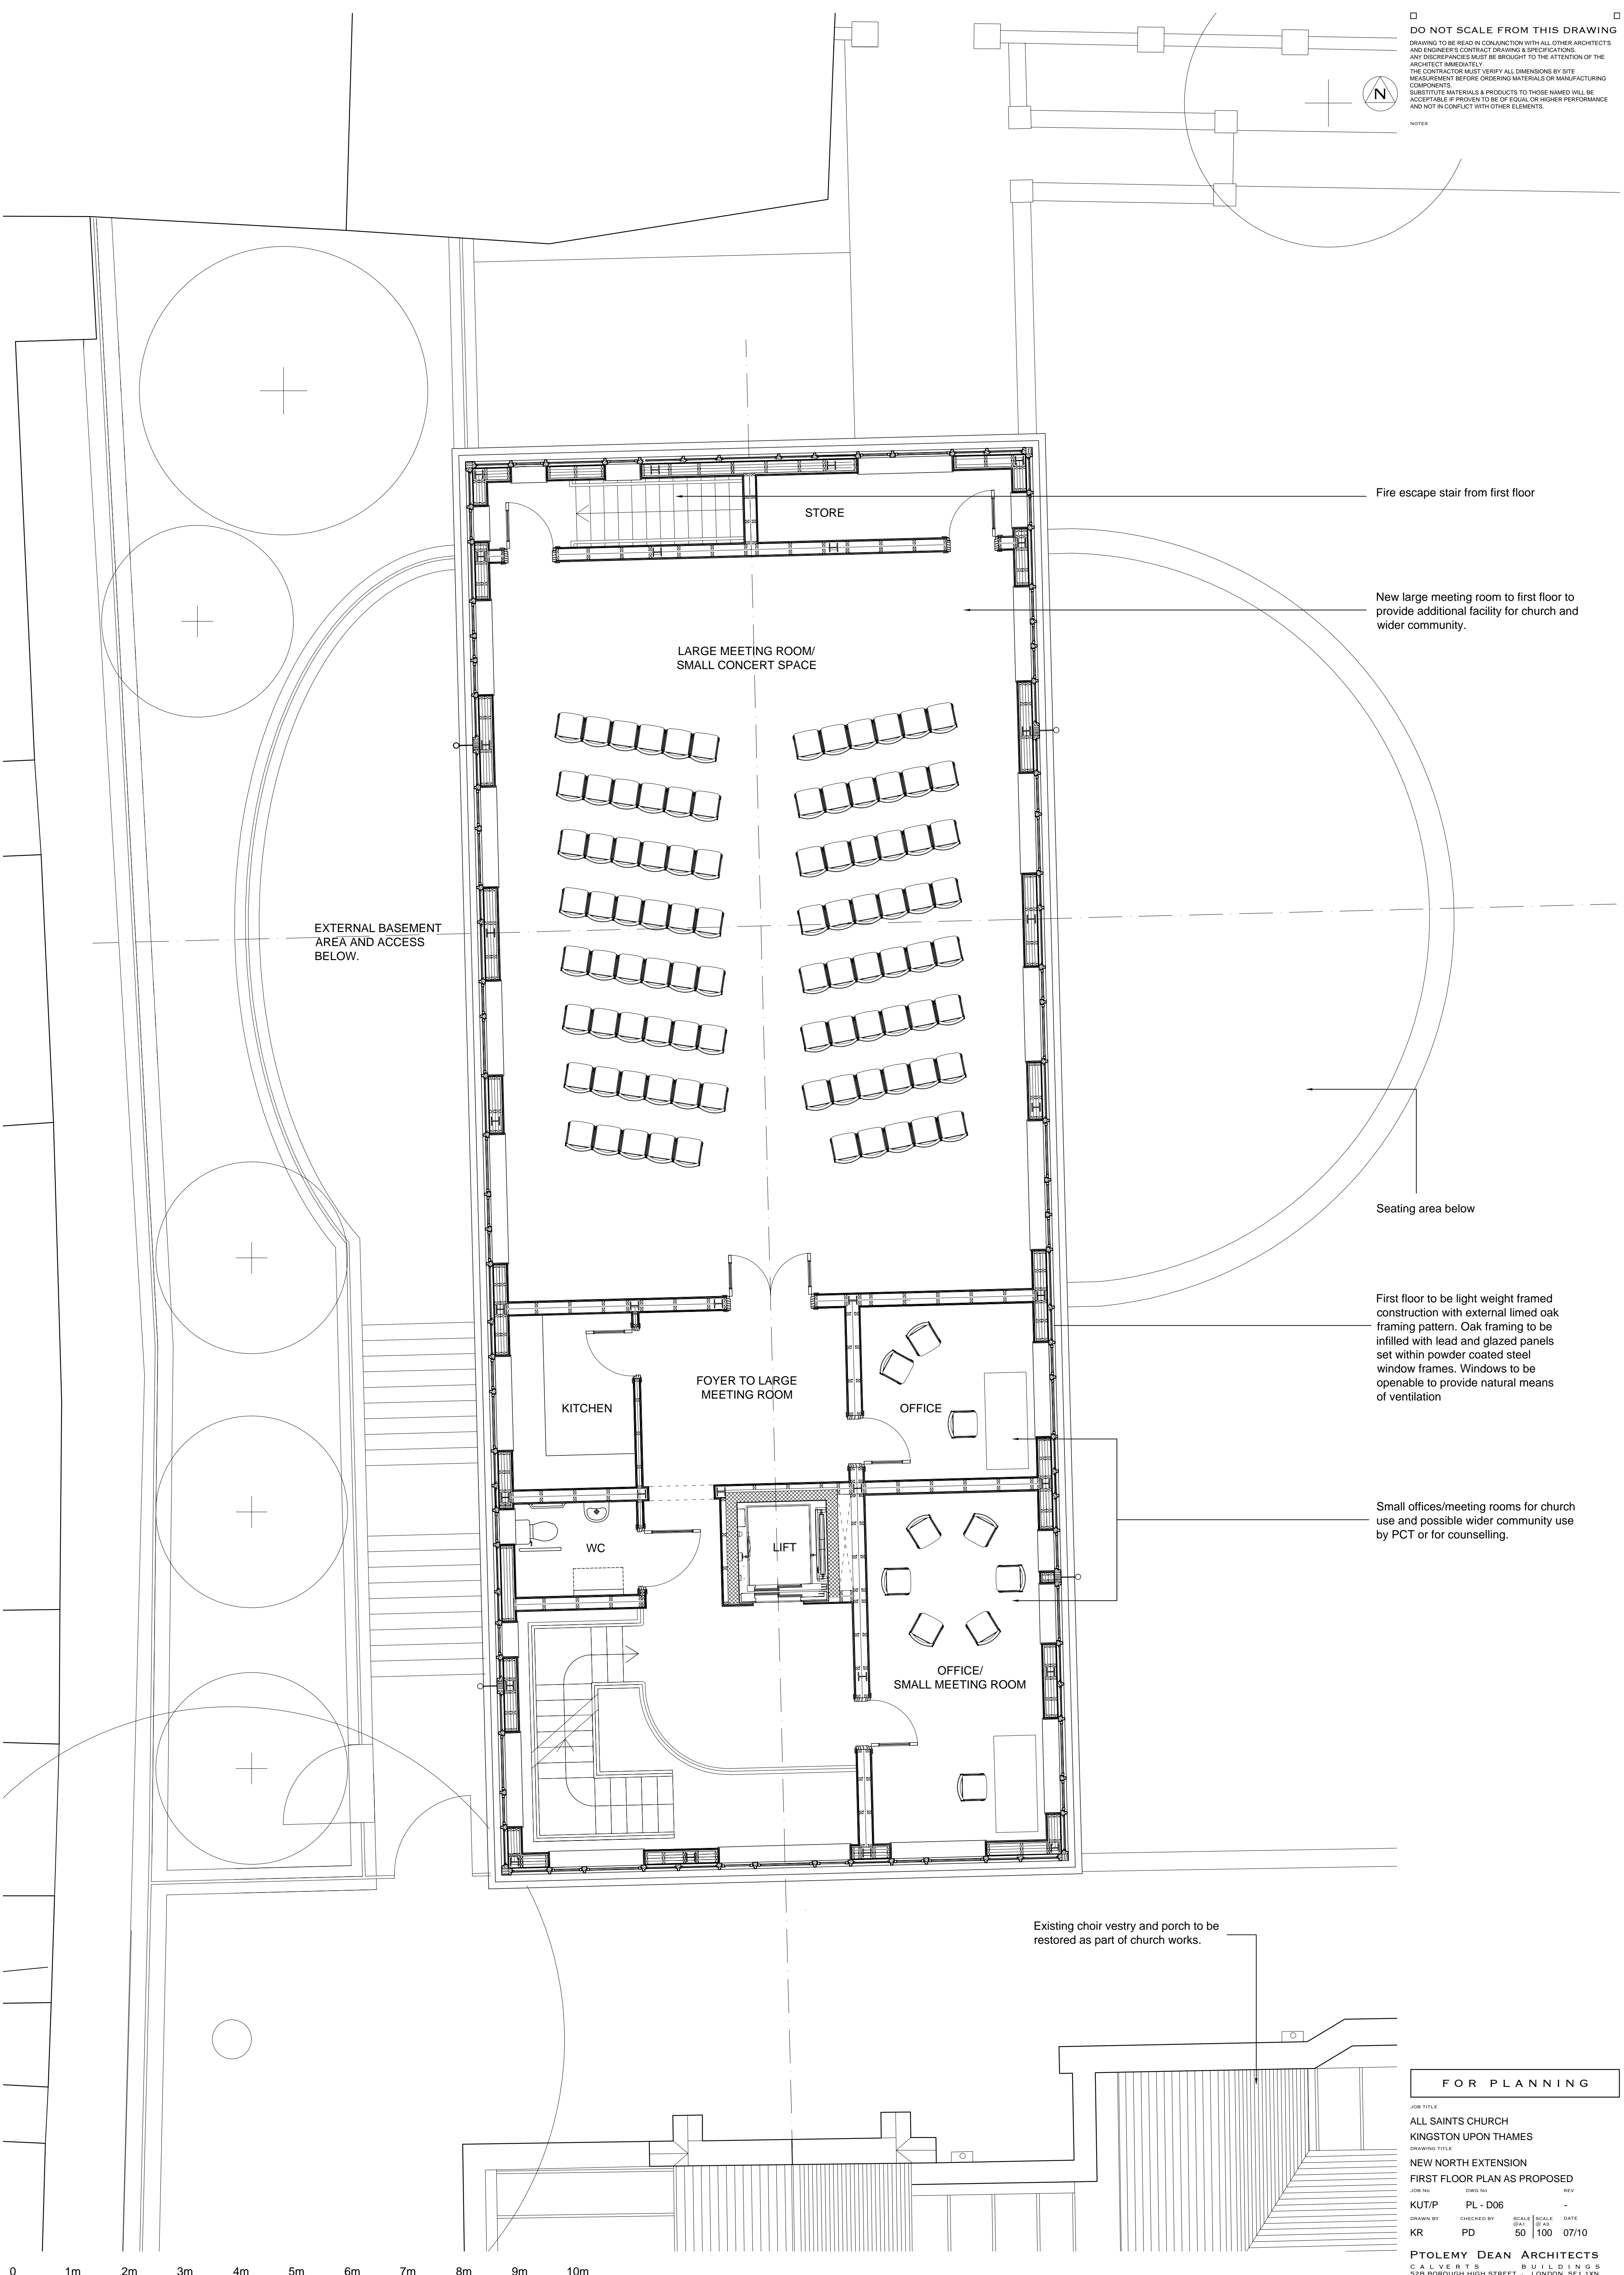 DO NOT SCALE FROM THIS DRAWING
DRAWING TO BE READ IN CONJUNCTION WITH ALL OTHER ARCHITECT'S
AND ENGINEER'S CONTRACT DRAWING & SPECIFICATIONS.
ANY DISCREPANCIES MUST BE BROUGHT TO THE ATTENTION OF THE
ARCHITECT IMMEDIATELY.
THE CONTRACTOR MUST VERIFY ALL DIMENSIONS BY SITE
MEASUREMENT BEFORE ORDERING MATERIALS OR MANUFACTURING
COMPONENTS.
SUBSTITUTE MATERIALS & PRODUCTS TO THOSE NAMED WILL BE
ACCEPTABLE IF PROVEN TO BE OF EQUAL OR HIGHER PERFORMANCE
AND NOT IN CONFLICT WITH OTHER ELEMENTS.
NOTES
N
Fire escape stair from first floor
STORE
New large meeting room to first floor to
provide additional facility for church and
wider community.
LARGE MEETING ROOM/
SMALL CONCERT SPACE
EXTERNAL BASEMENT
AREA AND ACCESS
BELOW.
Seating area below
First floor to be light weight framed
construction with external limed oak
framing pattern. Oak framing to be
infilled with lead and glazed panels
set within powder coated steel
window frames. Windows to be
openable to provide natural means
of ventilation
FOYER TO LARGE
MEETING ROOM
KITCHEN
OFFICE
Small offices/meeting rooms for church
use and possible wider community use
by PCT or for counselling.
WC
LIFT
OFFICE/
SMALL MEETING ROOM
Existing choir vestry and porch to be
restored as part of church works.
FOR PLANNING
JOB TITLE
ALL SAINTS CHURCH
KINGSTON UPON THAMES
DRAWING TITLE
NEW NORTH EXTENSION
FIRST FLOOR PLAN AS PROPOSED
JOB No DWG No REV
KUT/P PL - D06 -
DRAWN BY CHECKED BY SCALE @A1 SCALE @ A3 DATE
KR PD 50 100 07/10
PTOLEMY DEAN ARCHITECTS
CALVERTS BUILDINGS
52B BOROUGH HIGH STREET : LONDON SE1 1XN
0 1m 2m 3m 4m 5m 6m 7m 8m 9m 10m